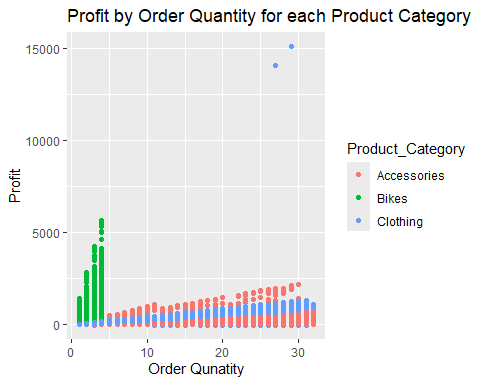 Profit by Order Quantity for each Product Category
15000
10000
5000
0
Profit
0
10
20
30
Order Qunatity
Product_Category
Accessories
Bikes
Clothing